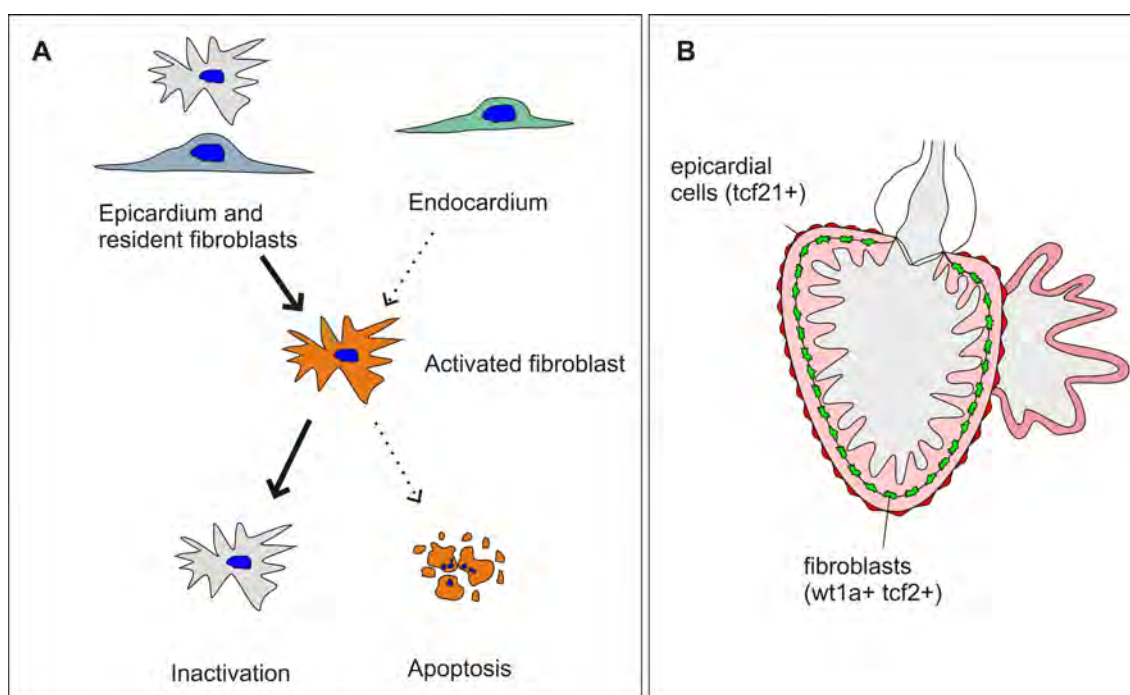 A
Epicardium and
resident fibroblasts
Endocardium
Activated fibroblast
Inactivation
Apoptosis
B
epicardial
cells (tcf21+)
fibroblasts
(wt1a+ tcf2+)